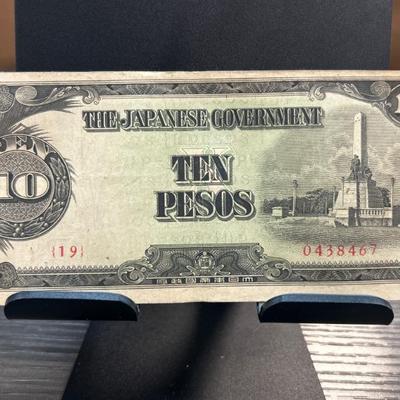 THE JAPANESE GOVERNMENT
10
TEN
PESOS
{19}
0438467